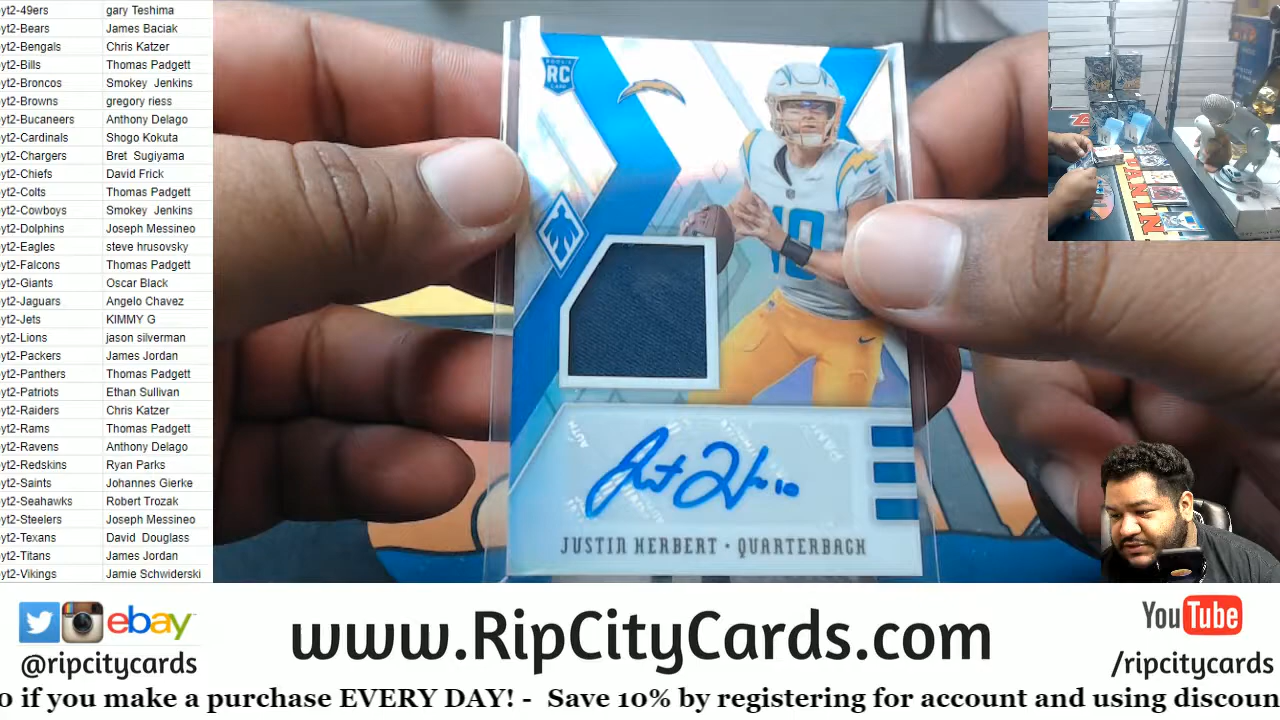 yt2-49ers gary Teshima
yt2-Bears James Baciak
yt2-Bengals Chris Katzer
yt2-Bills Thomas Padgett
yt2-Broncos Smokey Jenkins
yt2-Browns gregory riess
yt2-Bucaneers Anthony Delago
yt2-Cardinals Shogo Kokuta
yt2-Chargers Bret Sugiyama
yt2-Chiefs David Frick
yt2-Colts Thomas Padgett
yt2-Cowboys Smokey Jenkins
yt2-Dolphins Joseph Messineo
yt2-Eagles steve hrusovsky
yt2-Falcons Thomas Padgett
yt2-Giants Oscar Black
yt2-Jaguars Angelo Chavez
yt2-Jets KIMMY G
yt2-Lions jason silverman
yt2-Packers James Jordan
yt2-Panthers Thomas Padgett
yt2-Patriots Ethan Sullivan
yt2-Raiders Chris Katzer
yt2-Rams Thomas Padgett
yt2-Ravens Anthony Delago
yt2-Redskins Ryan Parks
yt2-Saints Johannes Gierke
yt2-Seahawks Robert Trozak
yt2-Steelers Joseph Messineo
yt2-Texans David Douglass
yt2-Titans James Jordan
yt2-Vikings Jamie Schwiderski
RC
10
10
JUSTIN HERBERT · QUARTERBACK
PANINI
ebay
@ripcitycards
www.RipCityCards.com
YouTube
/ripcitycards
o if you make a purchase EVERY DAY! - Save 10% by registering for account and using discoun